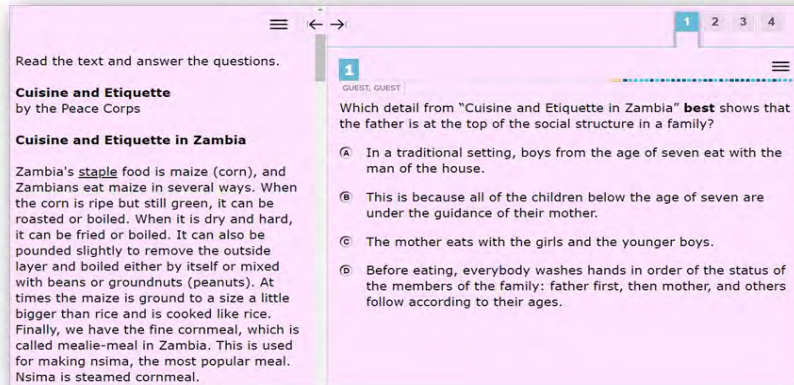 1 2 3 4
Read the text and answer the questions.
Cuisine and Etiquette
by the Peace Corps
Cuisine and Etiquette in Zambia
Zambia's staple food is maize (corn), and
Zambians eat maize in several ways. When
the corn is ripe but still green, it can be
roasted or boiled. When it is dry and hard,
it can be fried or boiled. It can also be
pounded slightly to remove the outside
layer and boiled either by itself or mixed
with beans or groundnuts (peanuts). At
times the maize is ground to a size a little
bigger than rice and is cooked like rice.
Finally, we have the fine cornmeal, which is
called mealie-meal in Zambia. This is used
for making nsima, the most popular meal.
Nsima is steamed cornmeal.
1
GUEST, GUEST
Which detail from “Cuisine and Etiquette in Zambia” best shows that
the father is at the top of the social structure in a family?
A In a traditional setting, boys from the age of seven eat with the
man of the house.
B This is because all of the children below the age of seven are
under the guidance of their mother.
C The mother eats with the girls and the younger boys.
D Before eating, everybody washes hands in order of the status of
the members of the family: father first, then mother, and others
follow according to their ages.